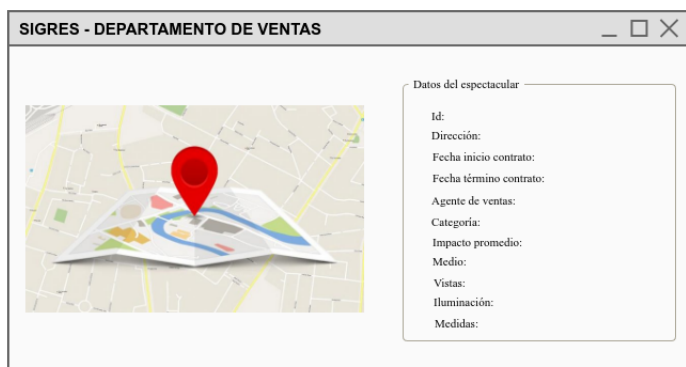 SIGRES - DEPARTAMENTO DE VENTAS
Datos del espectacular
Id:
Dirección:
Fecha inicio contrato:
Fecha término contrato:
Agente de ventas:
Categoría:
Impacto promedio:
Medio:
Vistas:
Iluminación:
Medidas: